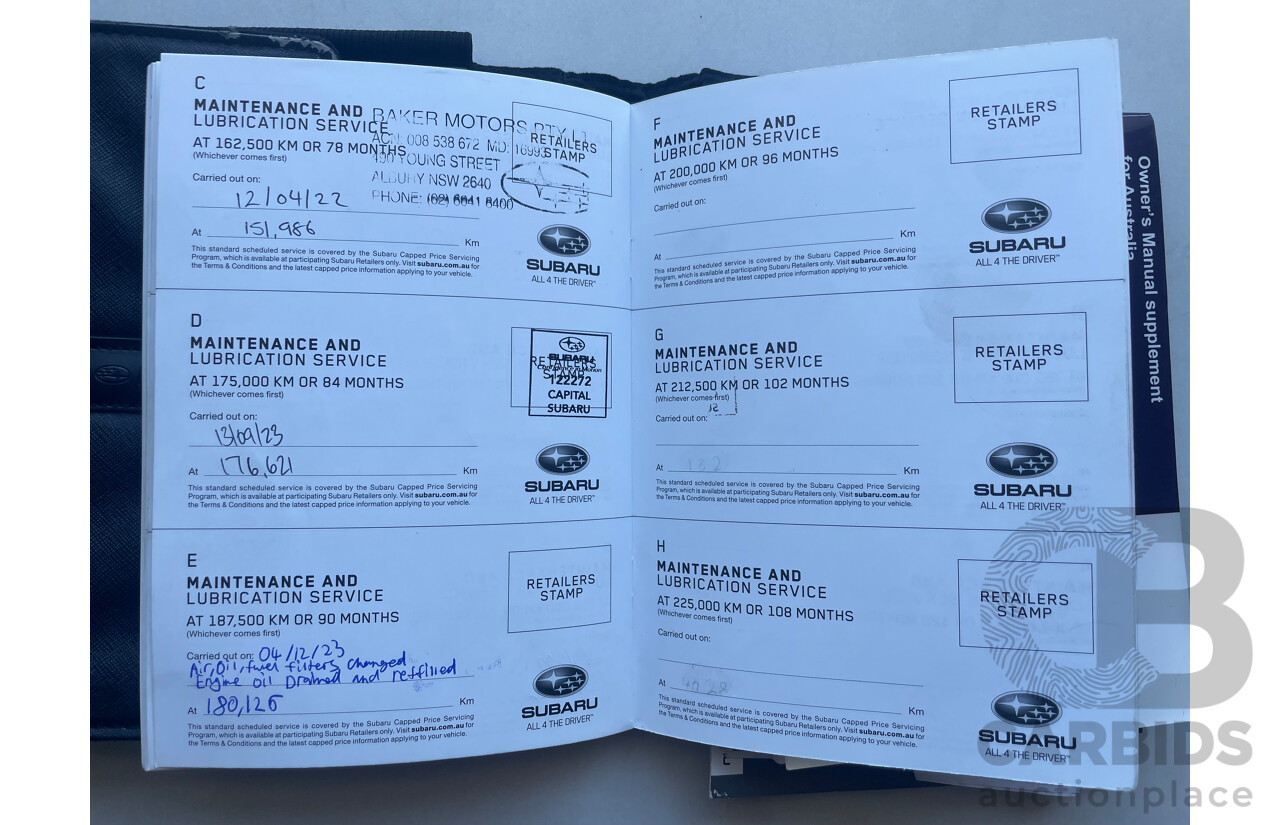 C
MAINTENANCE AND
LUBRICATION SERVICE
AT 162,500 KM OR 78 MONTHS
(Whichever comes first)
BAKER MOTORS PTY
ACN 008 538 672 MD: 16993
490 YOUNG STREET
ALBURY NSW 2640
PHONE: (02) 6041 8400
RETAILERS
STAMP
Carried out on:
12/04/22
At 151,986 Km
This standard scheduled service is covered by the Subaru Capped Price Servicing
Program, which is available at participating Subaru Retailers only. Visit subaru.com.au for
the Terms & Conditions and the latest capped price information applying to your vehicle.
SUBARU
ALL 4 THE DRIVER™
D
MAINTENANCE AND
LUBRICATION SERVICE
AT 175,000 KM OR 84 MONTHS
(Whichever comes first)
RETAILERS
STAMP
SUBARU
122272
CAPITAL
SUBARU
Carried out on:
13/09/23
At 176,621 Km
This standard scheduled service is covered by the Subaru Capped Price Servicing
Program, which is available at participating Subaru Retailers only. Visit subaru.com.au for
the Terms & Conditions and the latest capped price information applying to your vehicle.
SUBARU
ALL 4 THE DRIVER™
E
MAINTENANCE AND
LUBRICATION SERVICE
AT 187,500 KM OR 90 MONTHS
(Whichever comes first)
RETAILERS
STAMP
Carried out on: 04/12/23
Air, Oil, fuel filters changed
Engine oil Drained and reffilled
At 180,126 Km
This standard scheduled service is covered by the Subaru Capped Price Servicing
Program, which is available at participating Subaru Retailers only. Visit subaru.com.au for
the Terms & Conditions and the latest capped price information applying to your vehicle.
SUBARU
ALL 4 THE DRIVER™
F
MAINTENANCE AND
LUBRICATION SERVICE
AT 200,000 KM OR 96 MONTHS
(Whichever comes first)
RETAILERS
STAMP
Carried out on:
At Km
This standard scheduled service is covered by the Subaru Capped Price Servicing
Program, which is available at participating Subaru Retailers only. Visit subaru.com.au for
the Terms & Conditions and the latest capped price information applying to your vehicle.
SUBARU
ALL 4 THE DRIVER™
G
MAINTENANCE AND
LUBRICATION SERVICE
AT 212,500 KM OR 102 MONTHS
(Whichever comes first)
RETAILERS
STAMP
Carried out on:
At Km
This standard scheduled service is covered by the Subaru Capped Price Servicing
Program, which is available at participating Subaru Retailers only. Visit subaru.com.au for
the Terms & Conditions and the latest capped price information applying to your vehicle.
SUBARU
ALL 4 THE DRIVER™
H
MAINTENANCE AND
LUBRICATION SERVICE
AT 225,000 KM OR 108 MONTHS
(Whichever comes first)
RETAILERS
STAMP
Carried out on:
At Km
This standard scheduled service is covered by the Subaru Capped Price Servicing
Program, which is available at participating Subaru Retailers only. Visit subaru.com.au for
the Terms & Conditions and the latest capped price information applying to your vehicle.
SUBARU
ALL 4 THE DRIVER™
Owner's Manual supplement
for Australia
CARBIDS
auctionplace